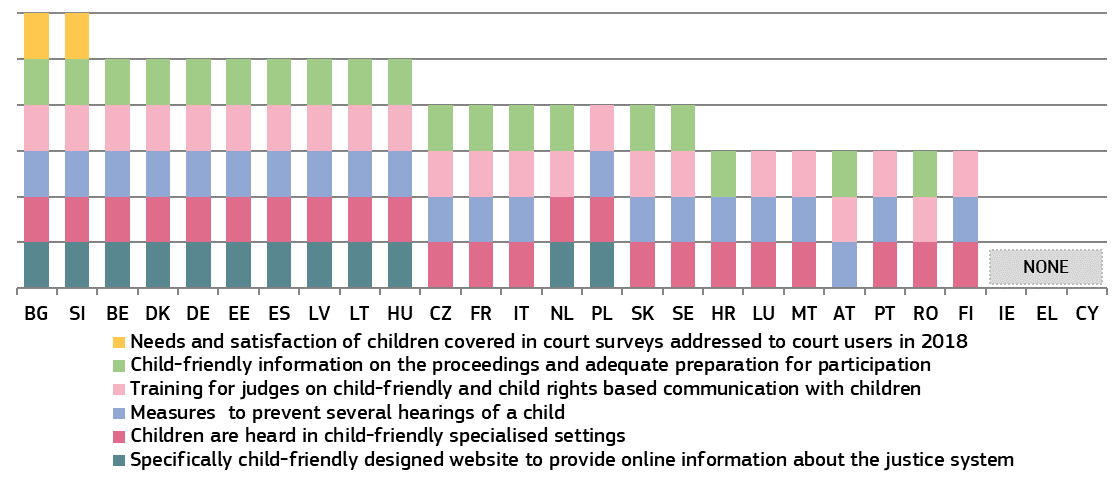 NONE
BG SI BE DK DE EE ES LV LT HU CZ FR IT NL PL SK SE HR LU MT AT PT RO FI IE EL CY
Needs and satisfaction of children covered in court surveys addressed to court users in 2018
Child-friendly information on the proceedings and adequate preparation for participation
Training for judges on child-friendly and child rights based communication with children
Measures to prevent several hearings of a child
Children are heard in child-friendly specialised settings
Specifically child-friendly designed website to provide online information about the justice system